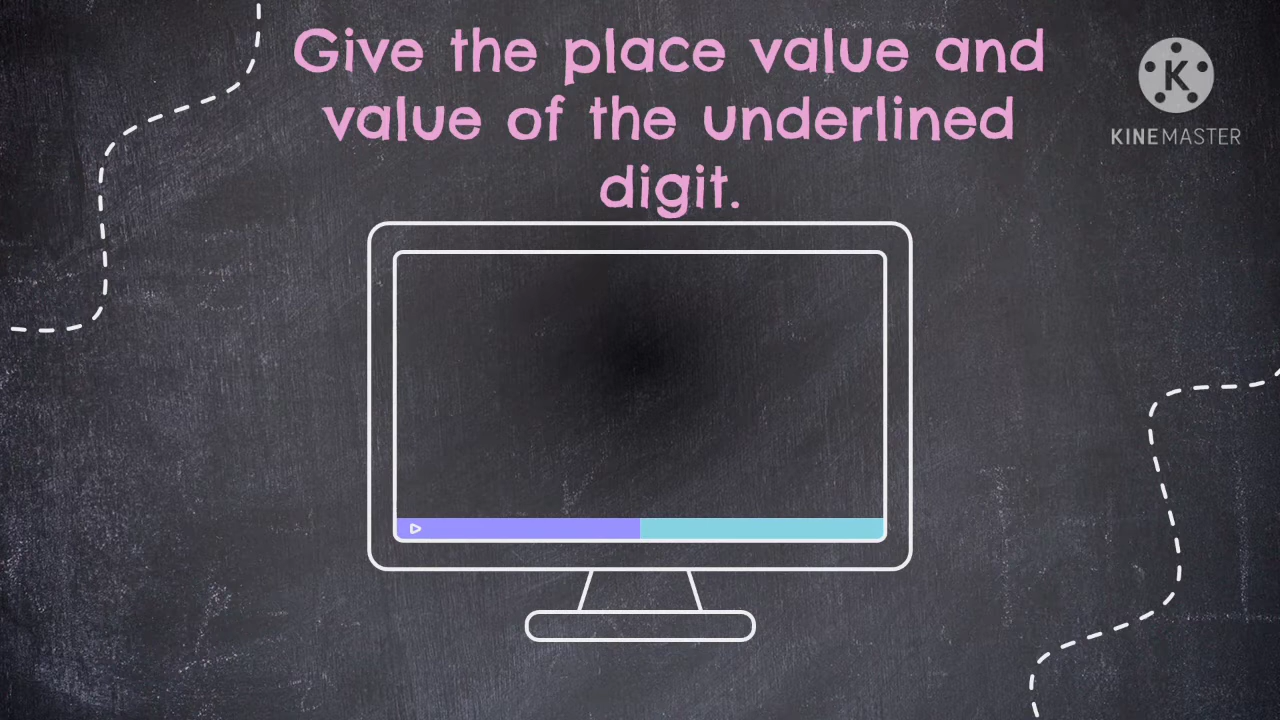 Give the place value and
value of the underlined
digit.
K
KINEMASTER